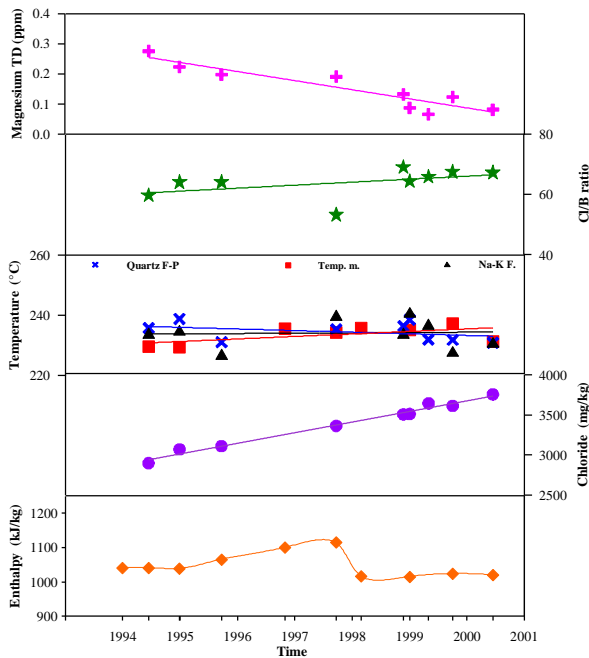 Magnesium TD (ppm)
0.4
0.3
0.2
0.1
0.0
80
60
40
Cl/B ratio
260
240
220
Temperature (°C)
Quartz F-P
Temp. m.
Na-K F.
4000
3500
3000
2500
Chloride (mg/kg)
1200
1100
1000
900
Enthalpy (kJ/kg)
1994 1995 1996 1997 1998 1999 2000 2001
Time